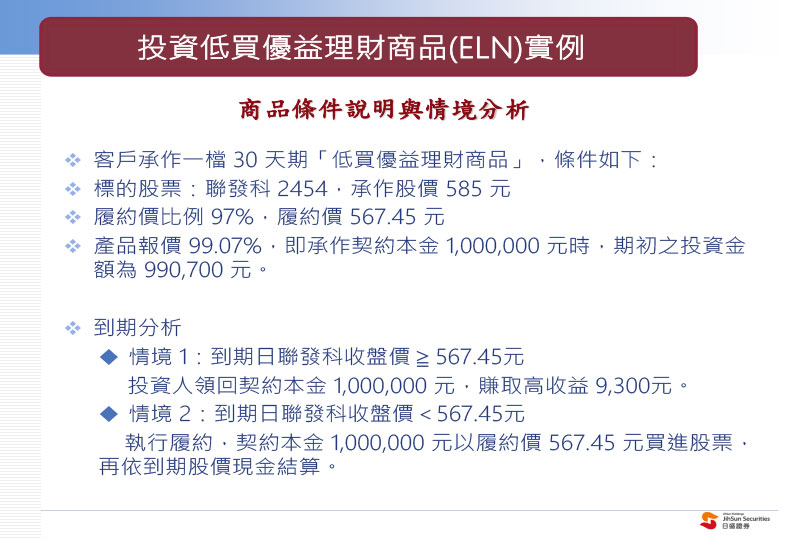 投資低買優益理財商品(ELN)實例
商品條件說明與情境分析
客戶承作一檔 30 天期「低買優益理財商品」，條件如下：
標的股票：聯發科 2454，承作股價 585 元
履約價比例 97%，履約價 567.45 元
產品報價 99.07%，即承作契約本金 1,000,000 元時，期初之投資金
額為 990,700 元。
到期分析
情境 1：到期日聯發科收盤價 ≧ 567.45元
投資人領回契約本金 1,000,000 元，賺取高收益 9,300元。
情境 2：到期日聯發科收盤價 < 567.45元
執行履約，契約本金 1,000,000 元以履約價 567.45 元買進股票，
再依到期股價現金結算。
JihSun Securities
日盛證券